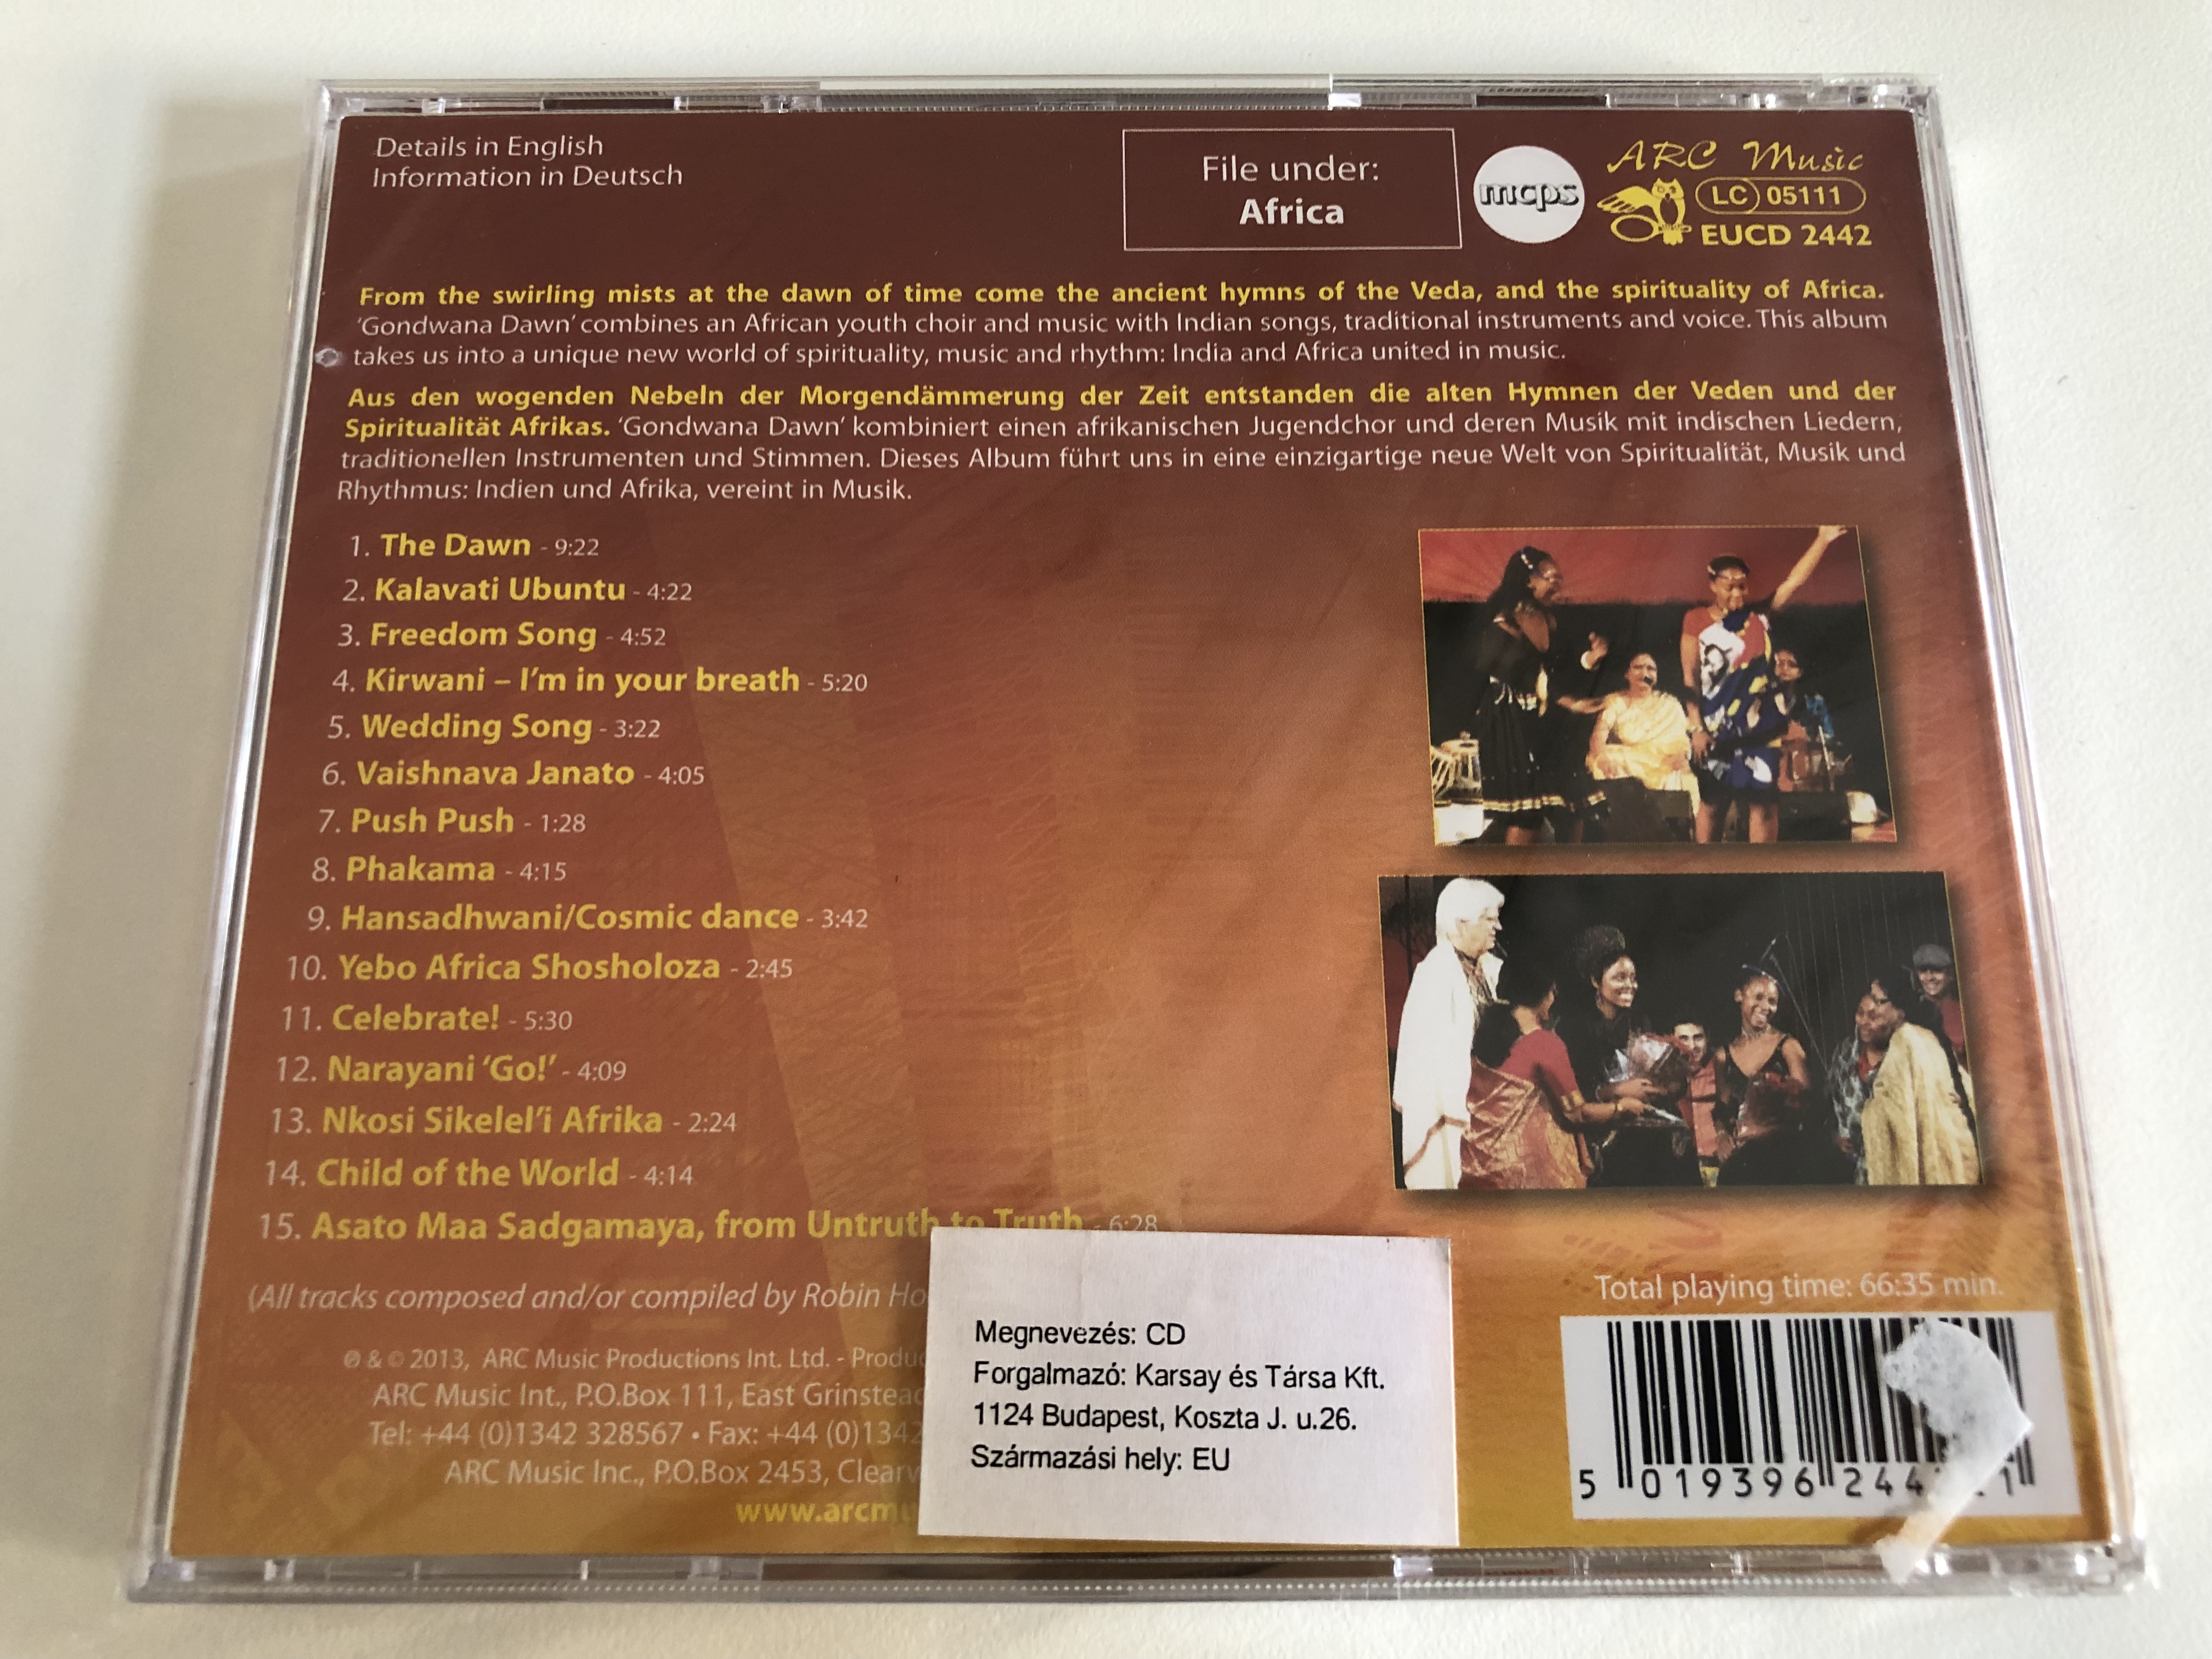 Details in English
Information in Deutsch
File under:
Africa
mcps
ARC Music
LC 05111
EUCD 2442
From the swirling mists at the dawn of time come the ancient hymns of the Veda, and the spirituality of Africa.
‘Gondwana Dawn’ combines an African youth choir and music with Indian songs, traditional instruments and voice. This album
takes us into a unique new world of spirituality, music and rhythm: India and Africa united in music.
Aus den wogenden Nebeln der Morgendämmerung der Zeit entstanden die alten Hymnen der Veden und der
Spiritualität Afrikas. ‘Gondwana Dawn’ kombiniert einen afrikanischen Jugendchor und deren Musik mit indischen Liedern,
traditionellen Instrumenten und Stimmen. Dieses Album führt uns in eine einzigartige neue Welt von Spiritualität, Musik und
Rhythmus: Indien und Afrika, vereint in Musik.
1. The Dawn - 9:22
2. Kalavati Ubuntu - 4:22
3. Freedom Song - 4:52
4. Kirwani – I’m in your breath - 5:20
5. Wedding Song - 3:22
6. Vaishnava Janato - 4:05
7. Push Push - 1:28
8. Phakama - 4:15
9. Hansadhwani/Cosmic dance - 3:42
10. Yebo Africa Shosholoza - 2:45
11. Celebrate! - 5:30
12. Narayani ‘Go!’ - 4:09
13. Nkosi Sikelel’i Afrika - 2:24
14. Child of the World - 4:14
15. Asato Maa Sadgamaya, from Untruth to Truth - 6:28
(All tracks composed and/or compiled by Robin
℗ & © 2013, ARC Music Productions Int. Ltd. -
ARC Music Int., P.O.Box 111, East
Tel: +44 (0)1342 328567 • Fax: +44 (0)1342
ARC Music Inc., P.O.Box 2453,
Megnevezés: CD
Forgalmazó: Karsay és Társa Kft.
1124 Budapest, Koszta J. u.26.
Származási hely: EU
Total playing time: 66:35 min.
5 019396 244